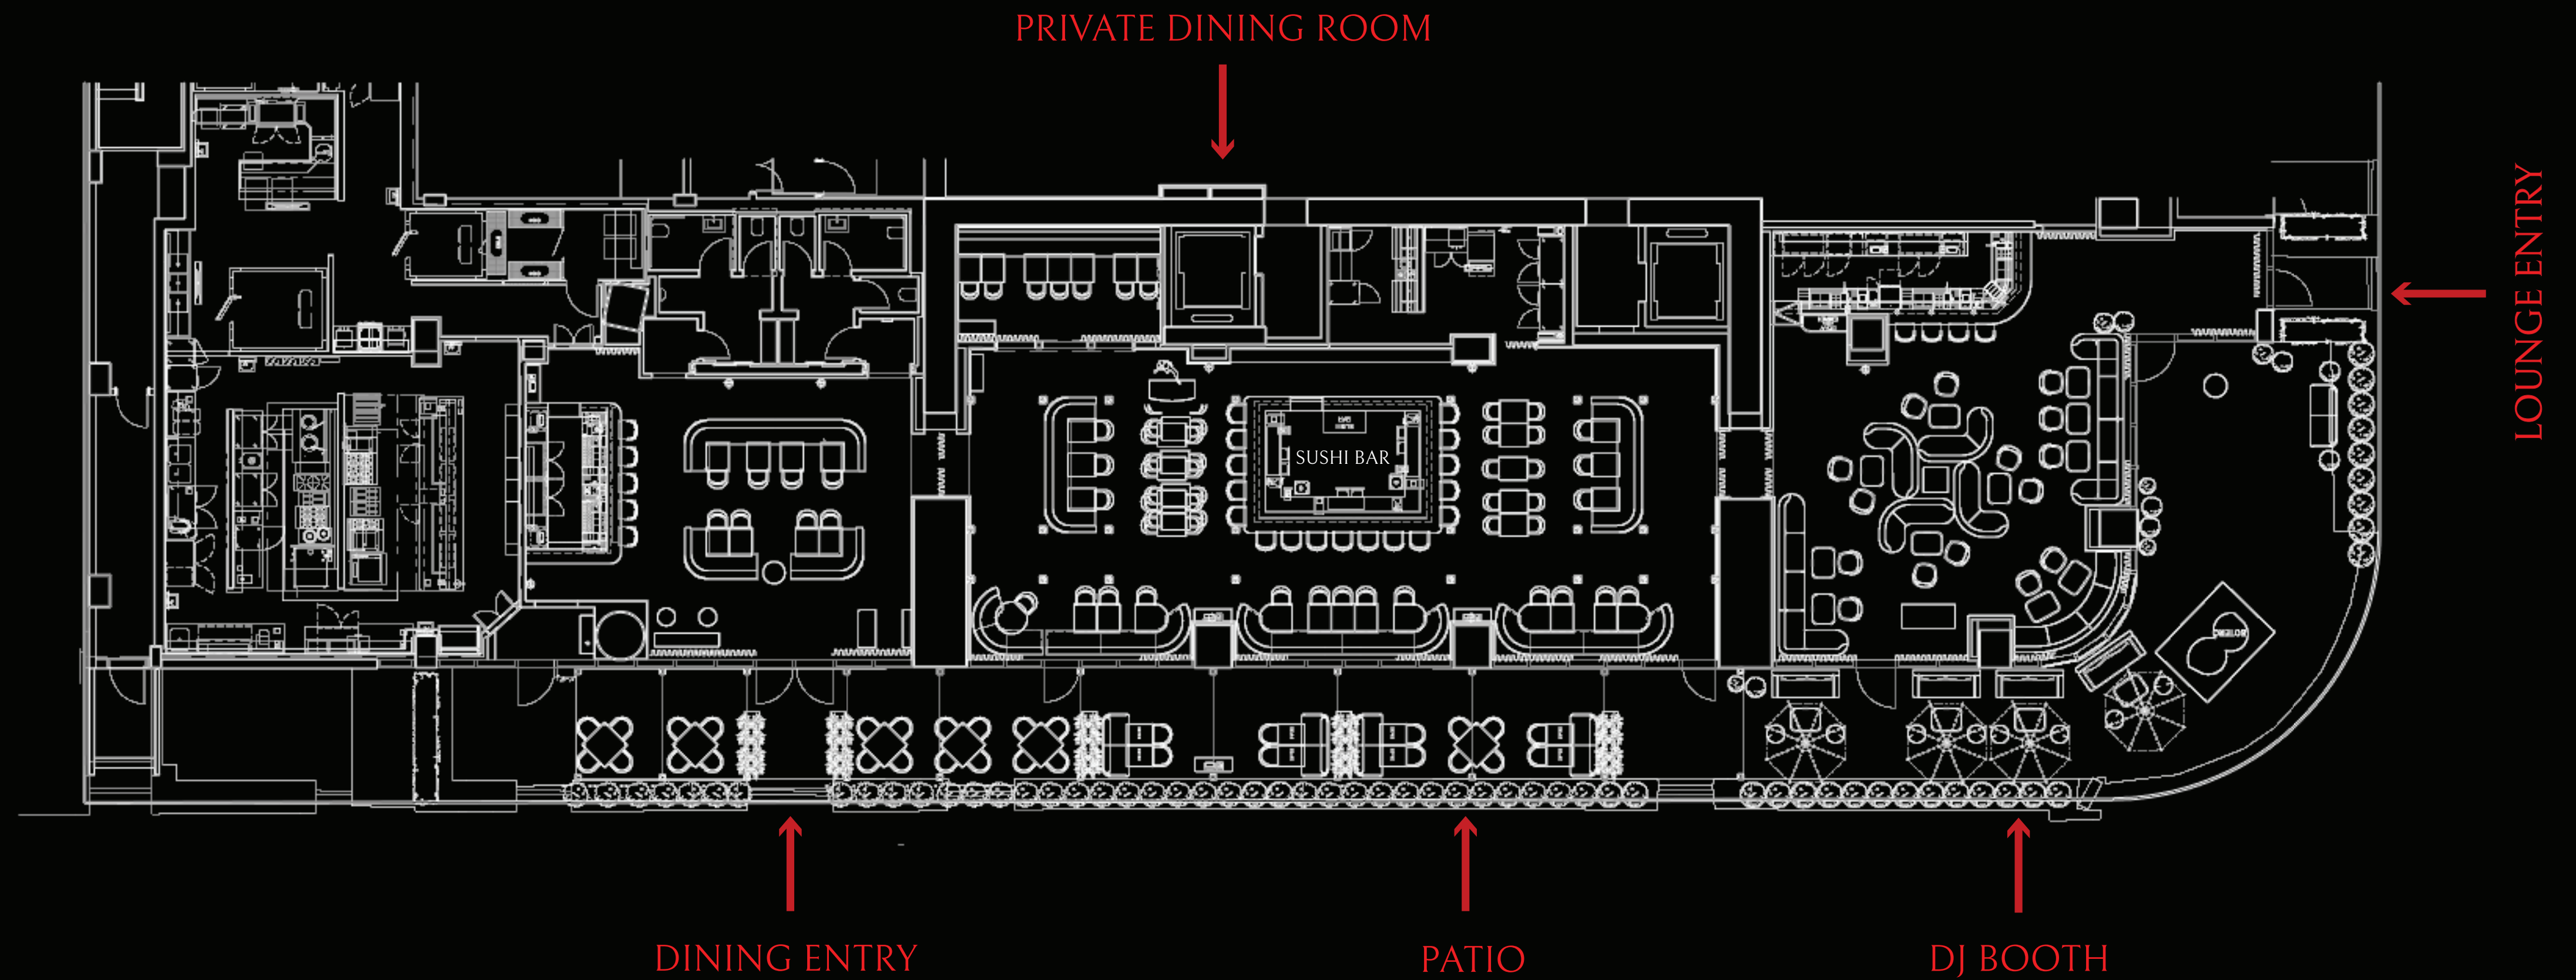 PRIVATE DINING ROOM
LOUNGE ENTRY
SUSHI BAR
DINING ENTRY
PATIO
DJ BOOTH